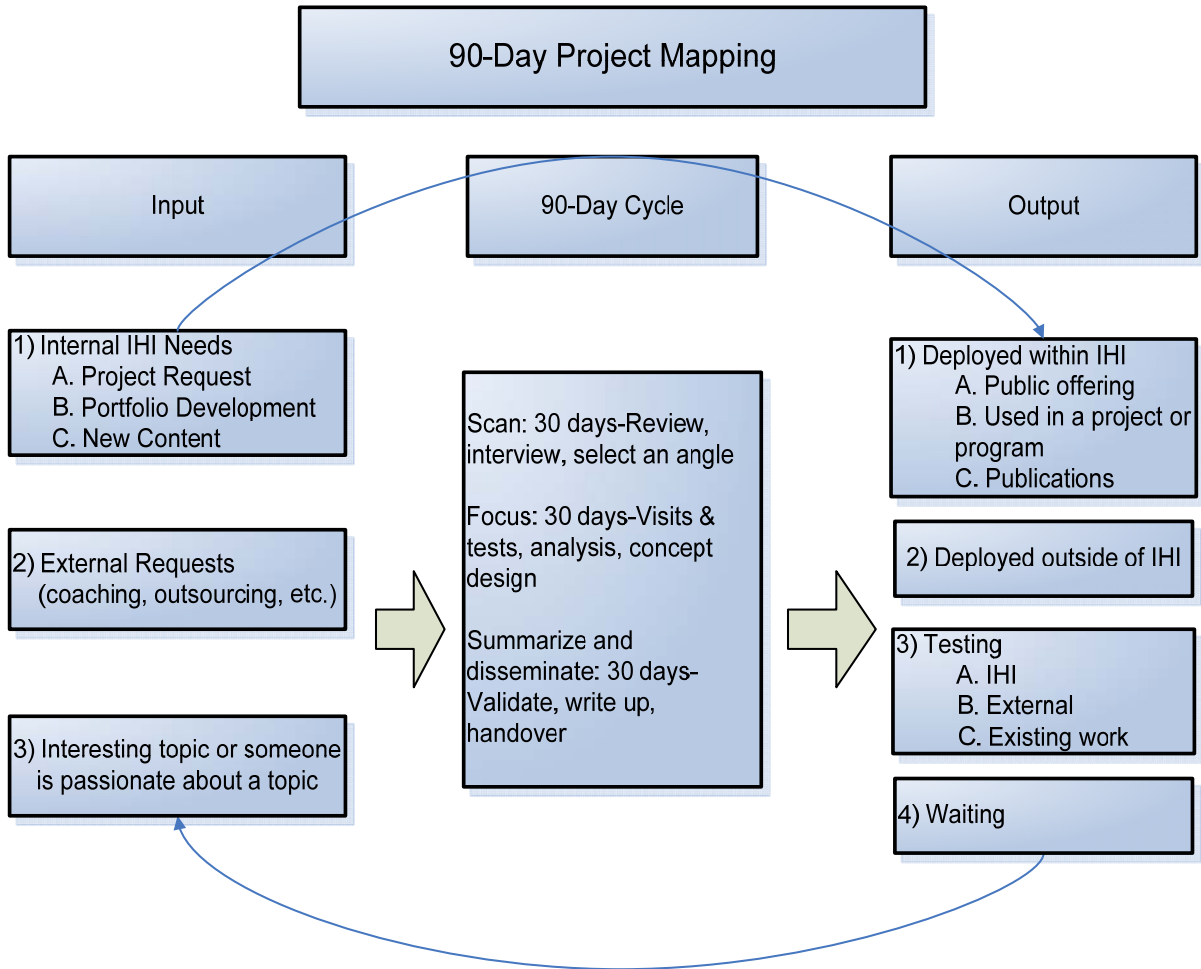 90-Day Project Mapping
Input
90-Day Cycle
Output
1) Internal IHI Needs
A. Project Request
B. Portfolio Development
C. New Content
2) External Requests
(coaching, outsourcing, etc.)
3) Interesting topic or someone
is passionate about a topic
Scan: 30 days-Review,
interview, select an angle
Focus: 30 days-Visits &
tests, analysis, concept
design
Summarize and
disseminate: 30 days-
Validate, write up,
handover
1) Deployed within IHI
A. Public offering
B. Used in a project or
program
C. Publications
2) Deployed outside of IHI
3) Testing
A. IHI
B. External
C. Existing work
4) Waiting